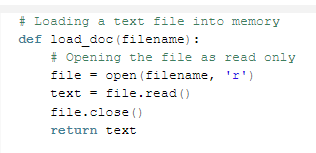 # Loading a text file into memory
def load_doc(filename):
    # Opening the file as read only
    file = open(filename, 'r')
    text = file.read()
    file.close()
    return text